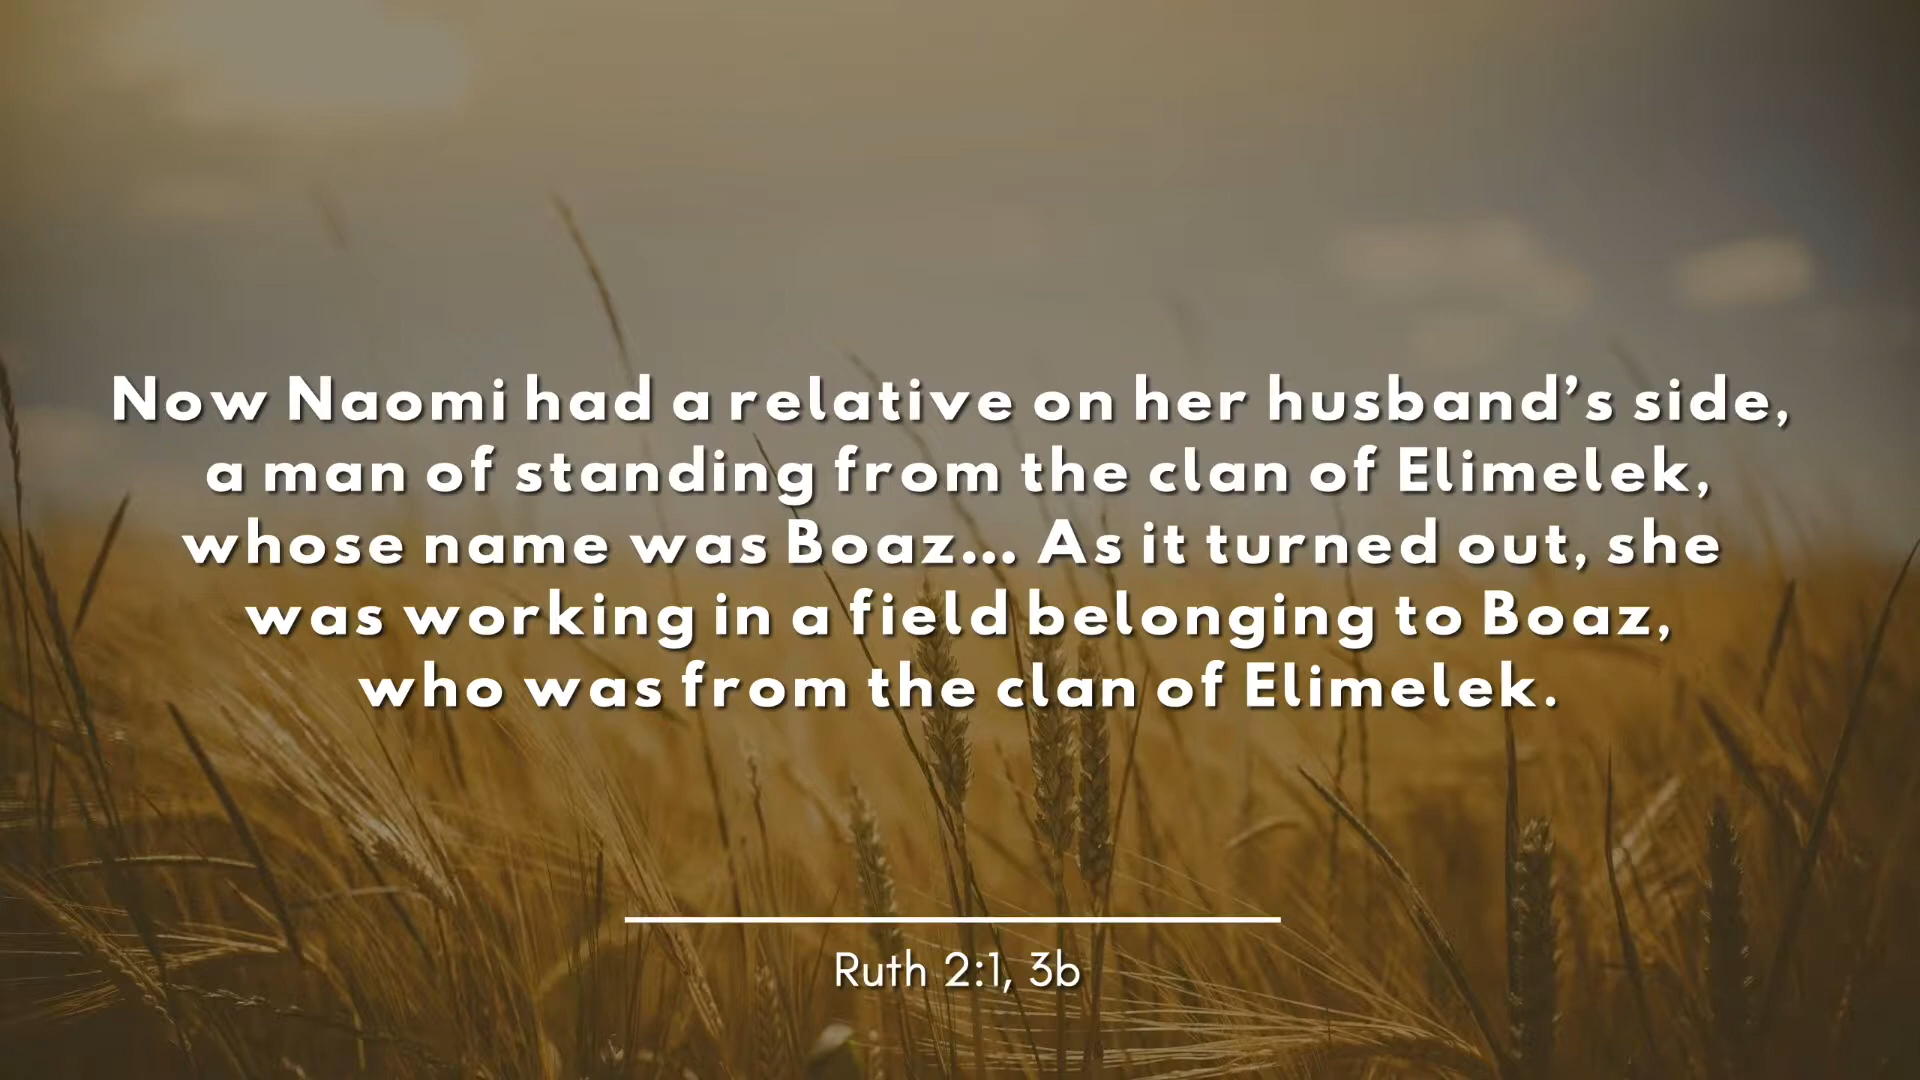 Now Naomi had a relative on her husband’s side,
a man of standing from the clan of Elimelek,
whose name was Boaz... As it turned out, she
was working in a field belonging to Boaz,
who was from the clan of Elimelek.
Ruth 2:1, 3b